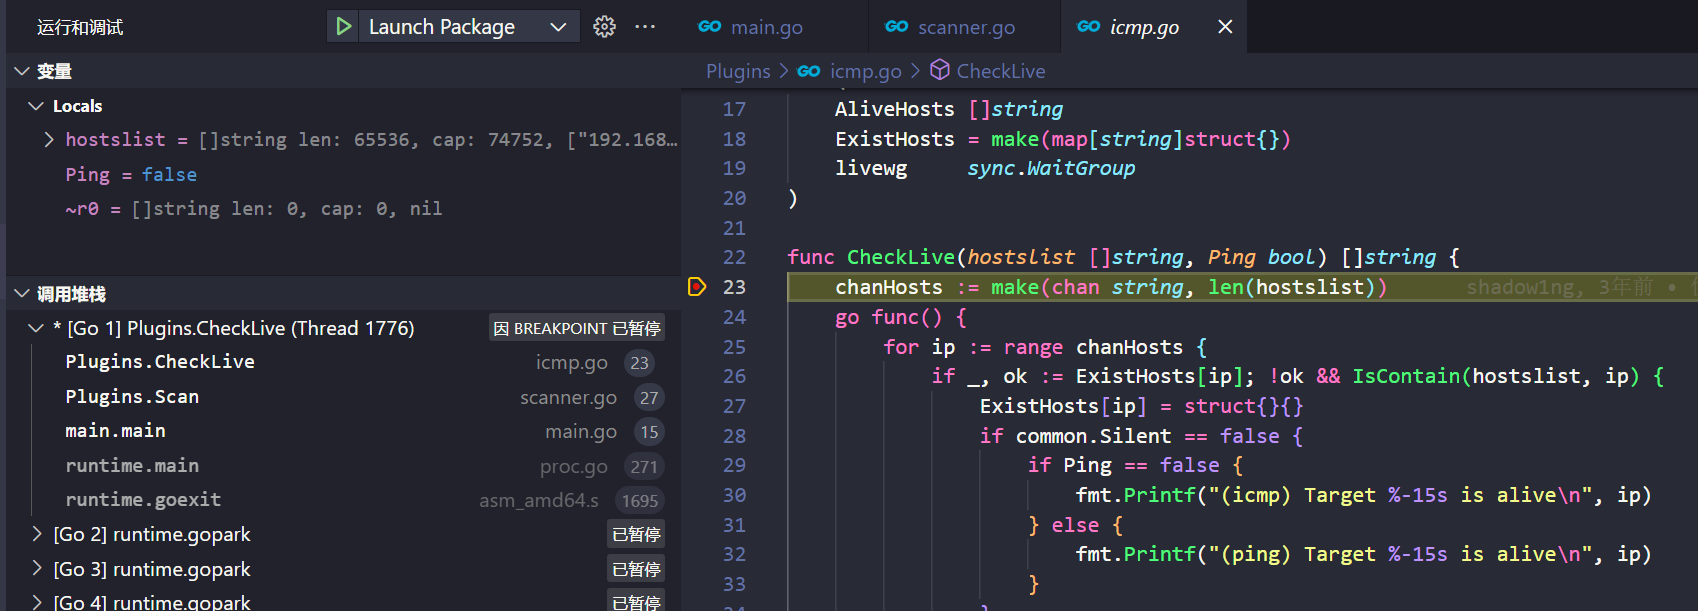 运行和调试
Launch Package
变量
Locals
hostslist = []string len: 65536, cap: 74752, ["192.168…
Ping = false
~r0 = []string len: 0, cap: 0, nil
调用堆栈
* [Go 1] Plugins.CheckLive (Thread 1776) 因 BREAKPOINT 已暂停
Plugins.CheckLive icmp.go 23
Plugins.Scan scanner.go 27
main.main main.go 15
runtime.main proc.go 271
runtime.goexit asm_amd64.s 1695
[Go 2] runtime.gopark 已暂停
[Go 3] runtime.gopark 已暂停
[Go 4] runtime.gopark 已暂停
GO main.go GO scanner.go GO icmp.go
Plugins > GO icmp.go > CheckLive
17 AliveHosts []string
18 ExistHosts = make(map[string]struct{})
19 livewg sync.WaitGroup
20 )
21
22 func CheckLive(hostslist []string, Ping bool) []string {
23 chanHosts := make(chan string, len(hostslist)) shadow1ng, 3年前 •
24 go func() {
25 for ip := range chanHosts {
26 if _, ok := ExistHosts[ip]; !ok && IsContain(hostslist, ip) {
27 ExistHosts[ip] = struct{}{}
28 if common.Silent == false {
29 if Ping == false {
30 fmt.Printf("(icmp) Target %-15s is alive\n", ip)
31 } else {
32 fmt.Printf("(ping) Target %-15s is alive\n", ip)
33 }